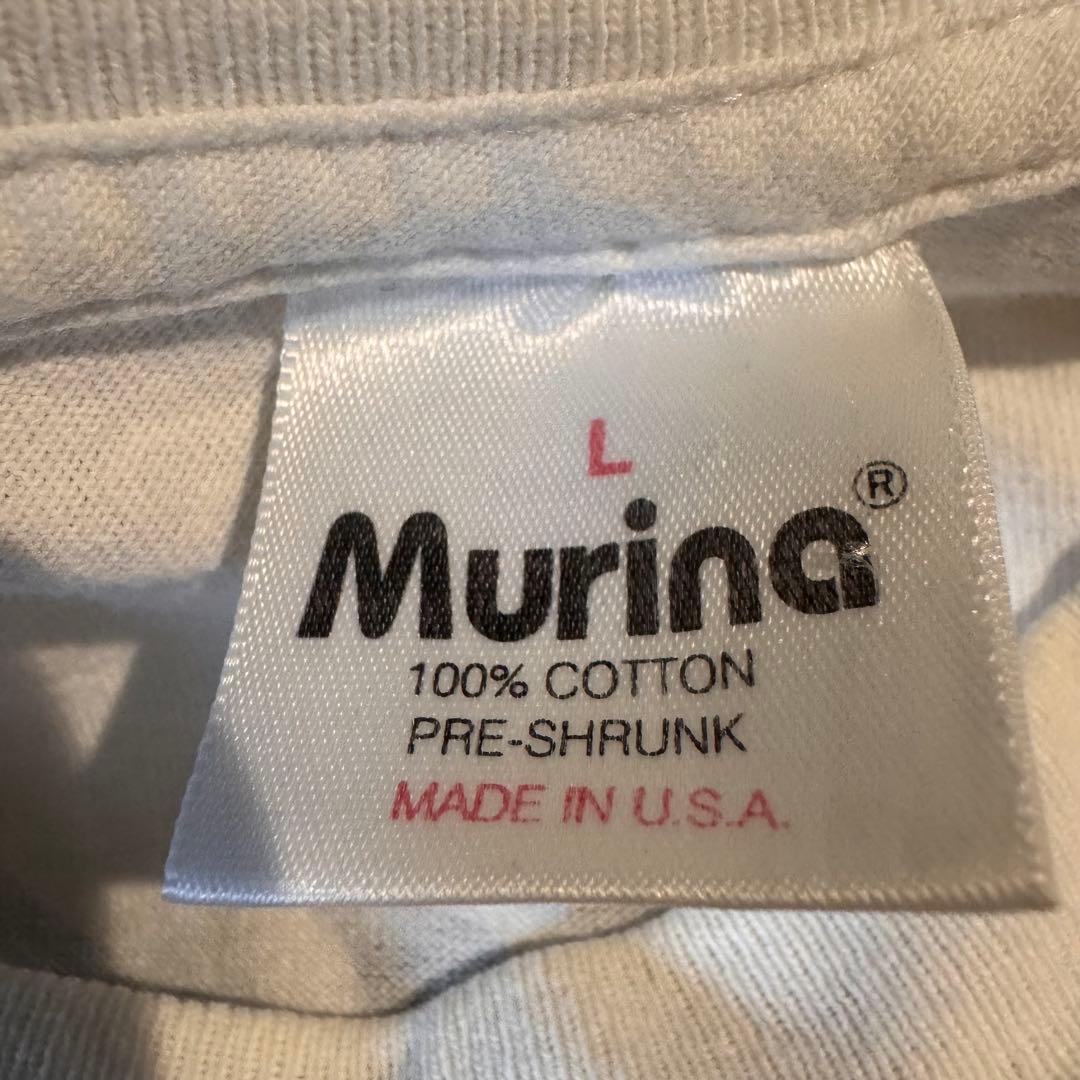 L
Murina®
100% COTTON
PRE-SHRUNK
MADE IN U.S.A.